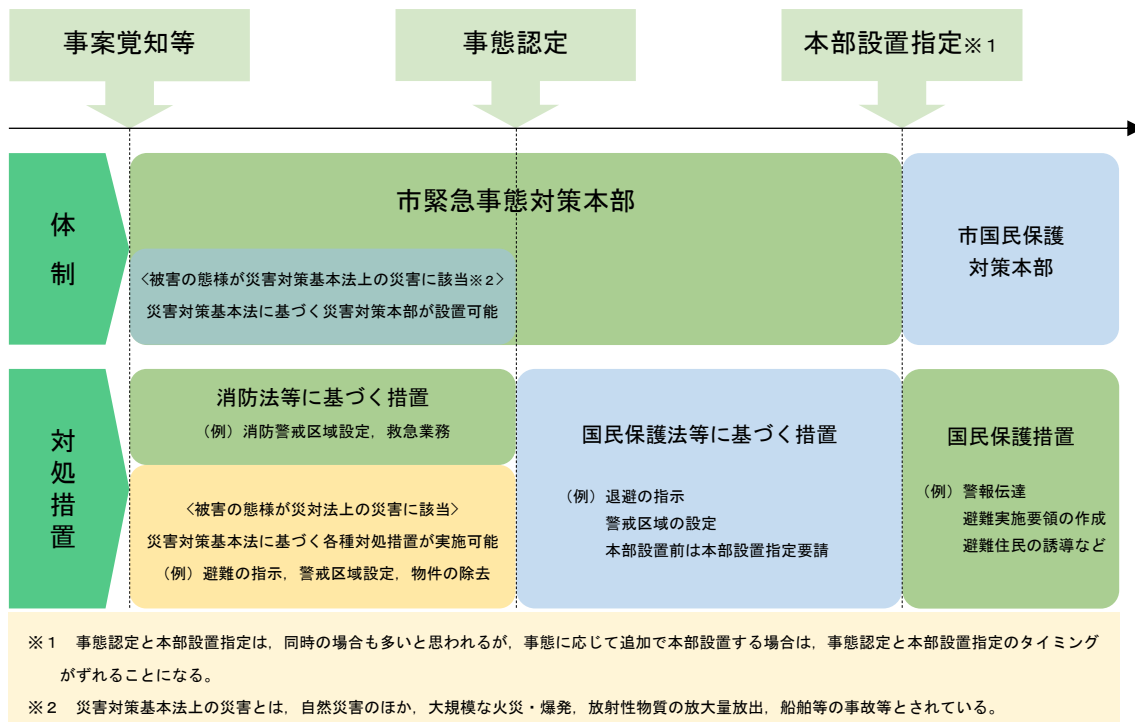 事案覚知等
事態認定
本部設置指定※1
体制
市緊急事態対策本部
<被害の態様が災害対策基本法上の災害に該当※2>
災害対策基本法に基づく災害対策本部が設置可能
市国民保護
対策本部
対処措置
消防法等に基づく措置
（例）消防警戒区域設定，救急業務
<被害の態様が災対法上の災害に該当>
災害対策基本法に基づく各種対処措置が実施可能
（例）避難の指示，警戒区域設定，物件の除去
国民保護法等に基づく措置
（例）退避の指示
警戒区域の設定
本部設置前は本部設置指定要請
国民保護措置
（例）警報伝達
避難実施要領の作成
避難住民の誘導など
※１　事態認定と本部設置指定は，同時の場合も多いと思われるが，事態に応じて追加で本部設置する場合は，事態認定と本部設置指定のタイミング
がずれることになる。
※２　災害対策基本法上の災害とは，自然災害のほか，大規模な火災・爆発，放射性物質の放大量放出，船舶等の事故等とされている。